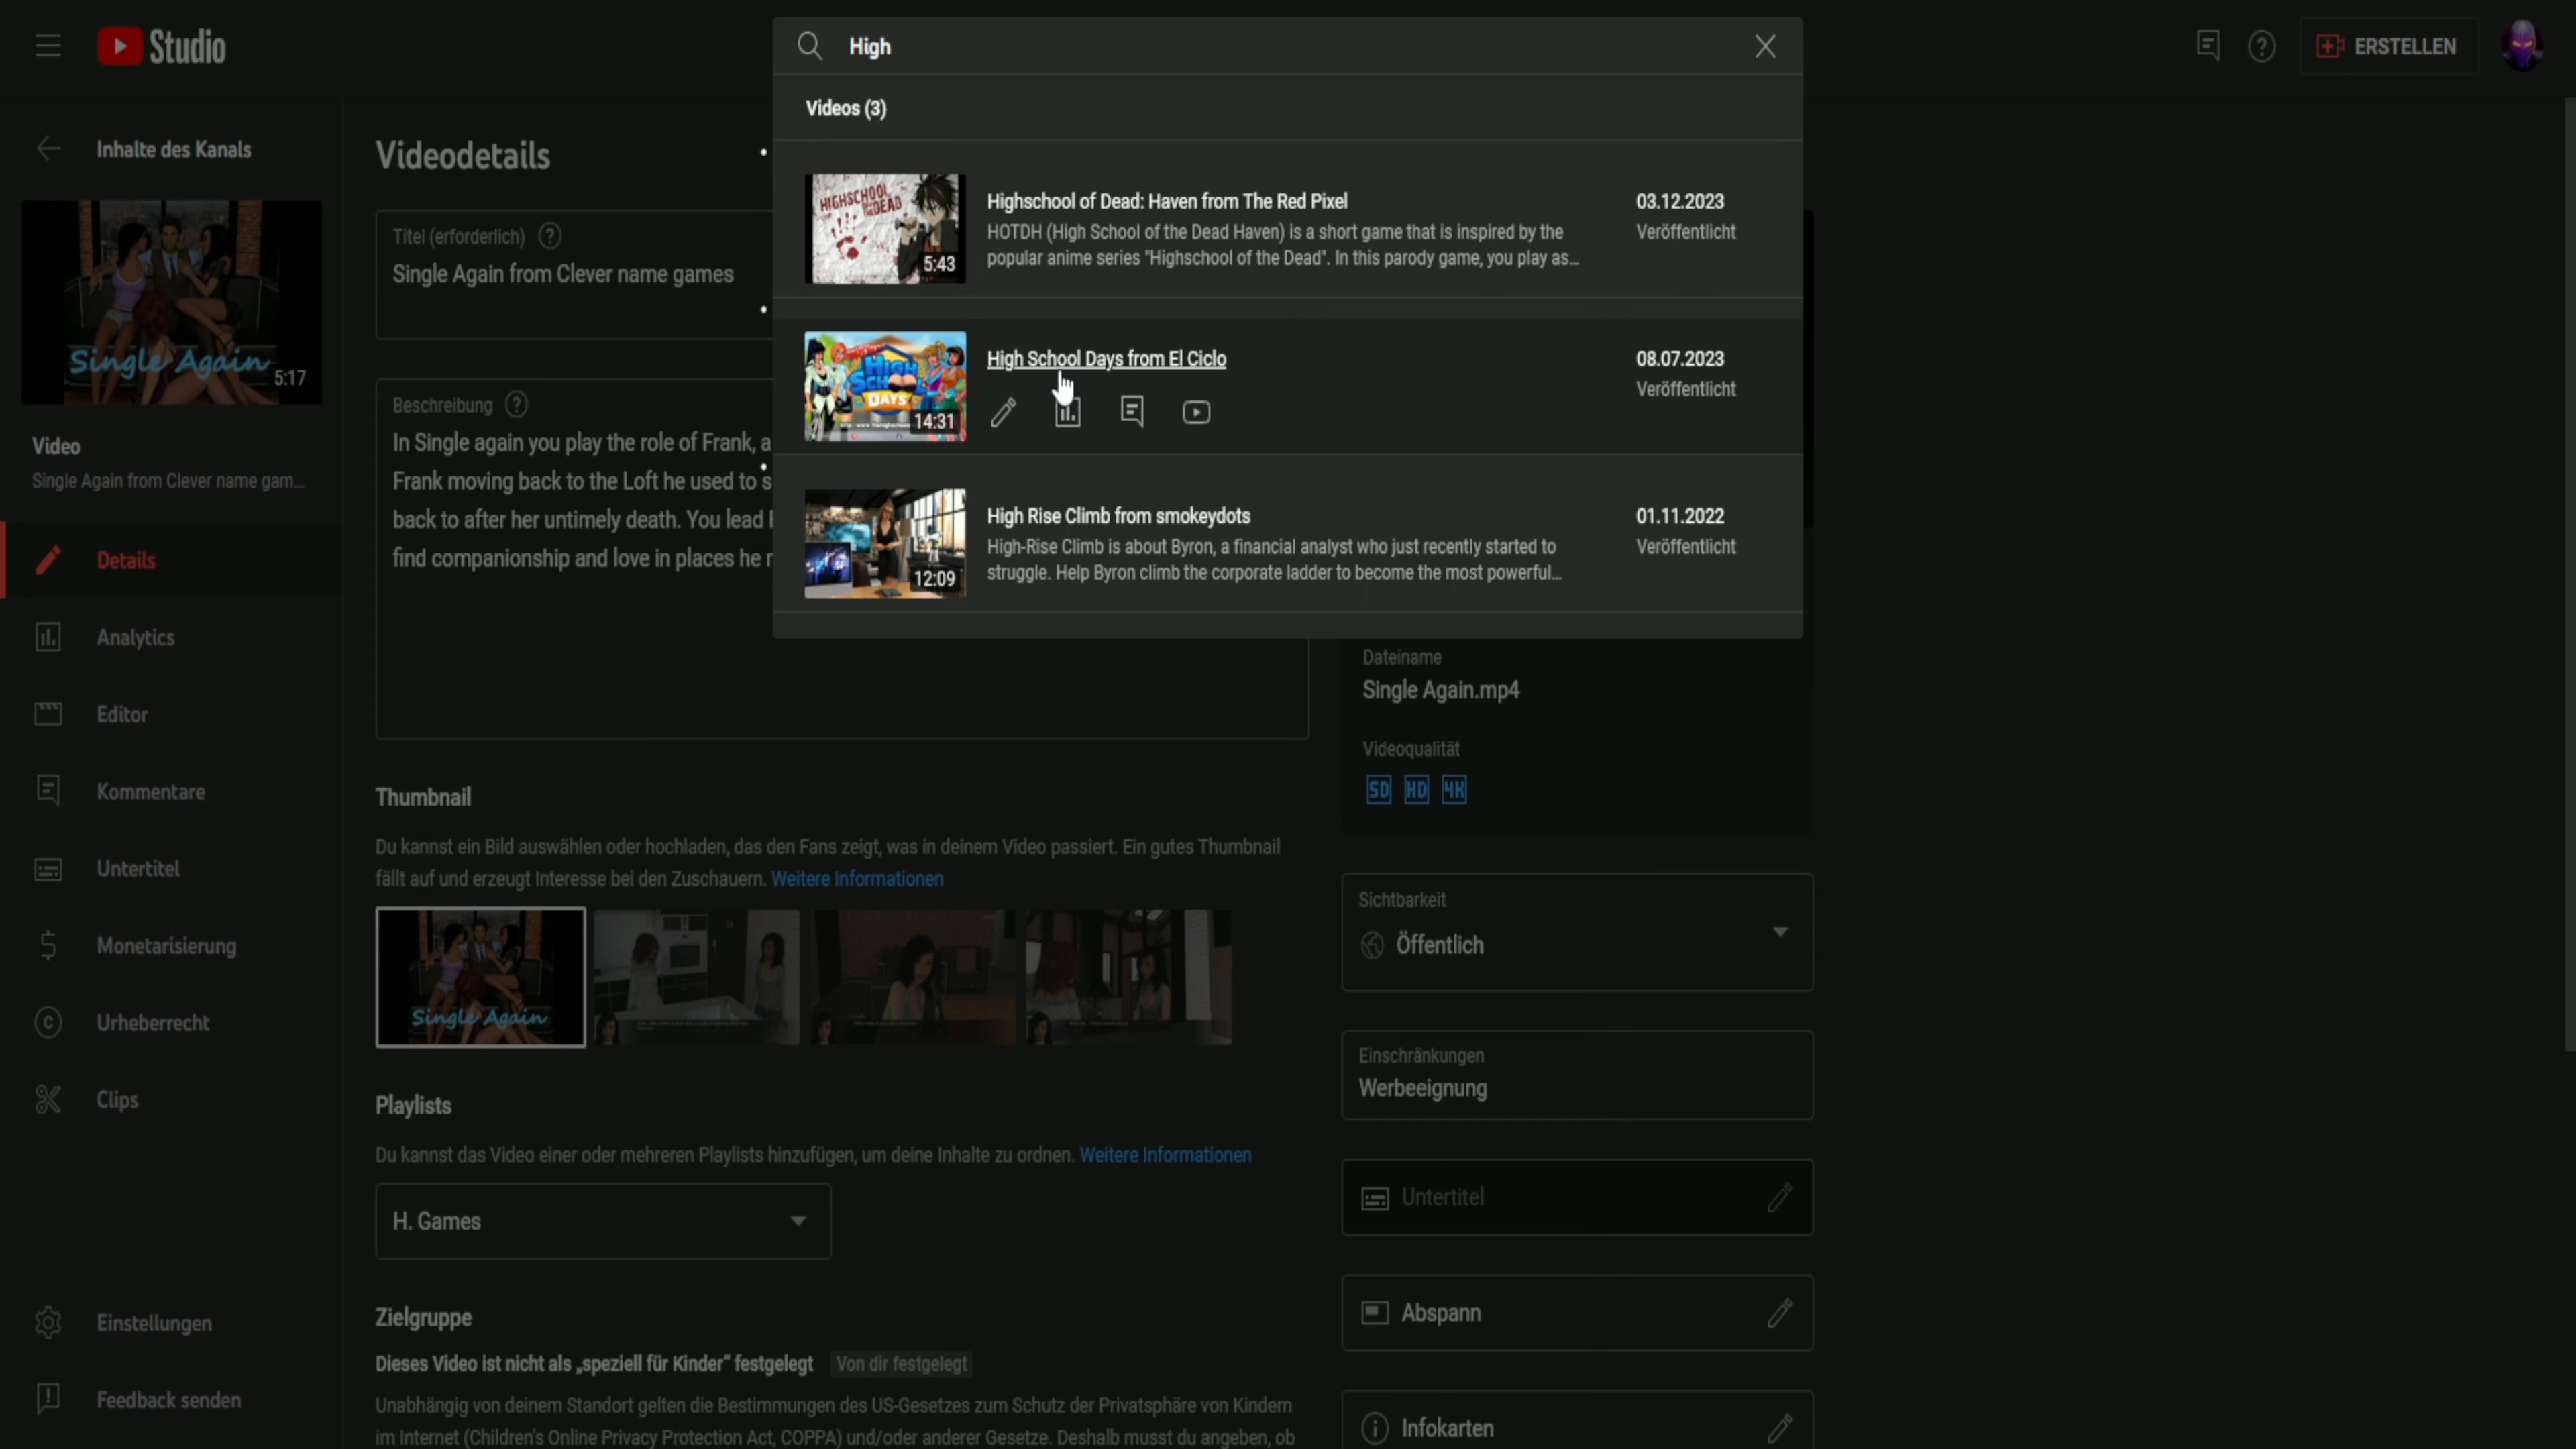 Studio
High
ERSTELLEN
Videos (3)
Highschool of Dead: Haven from The Red Pixel
HOTDH (High School of the Dead Haven) is a short game that is inspired by the
popular anime series "Highschool of the Dead". In this parody game, you play as...
03.12.2023
Veröffentlicht
HIGHSCHOOL
OF THE DEAD
5:43
High School Days from El Ciclo
08.07.2023
Veröffentlicht
HIGH
SCHOOL
DAYS
14:31
High Rise Climb from smokeydots
High-Rise Climb is about Byron, a financial analyst who just recently started to
struggle. Help Byron climb the corporate ladder to become the most powerful...
01.11.2022
Veröffentlicht
12:09
Inhalte des Kanals
Single Again
5:17
Video
Single Again from Clever name gam...
Details
Analytics
Editor
Kommentare
Untertitel
Monetarisierung
Urheberrecht
Clips
Einstellungen
Feedback senden
Videodetails
Titel (erforderlich)
Single Again from Clever name games
Beschreibung
In Single again you play the role of Frank, a
Frank moving back to the Loft he used to s
back to after her untimely death. You lead
find companionship and love in places he
Thumbnail
Du kannst ein Bild auswählen oder hochladen, das den Fans zeigt, was in deinem Video passiert. Ein gutes Thumbnail
fällt auf und erzeugt Interesse bei den Zuschauern. Weitere Informationen
Single Again
Playlists
Du kannst das Video einer oder mehreren Playlists hinzufügen, um deine Inhalte zu ordnen. Weitere Informationen
H. Games
Zielgruppe
Dieses Video ist nicht als „speziell für Kinder“ festgelegt Von dir festgelegt
Unabhängig von deinem Standort gelten die Bestimmungen des US-Gesetzes zum Schutz der Privatsphäre von Kindern
im Internet (Children's Online Privacy Protection Act, COPPA) und/oder anderer Gesetze. Deshalb musst du angeben, ob
Dateiname
Single Again.mp4
Videoqualität
SD HD 4K
Sichtbarkeit
Öffentlich
Einschränkungen
Werbeeignung
Untertitel
Abspann
Infokarten